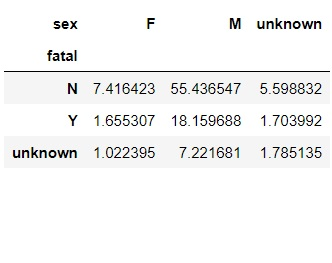 sex F M unknown
fatal
N 7.416423 55.436547 5.598832
Y 1.655307 18.159688 1.703992
unknown 1.022395 7.221681 1.785135